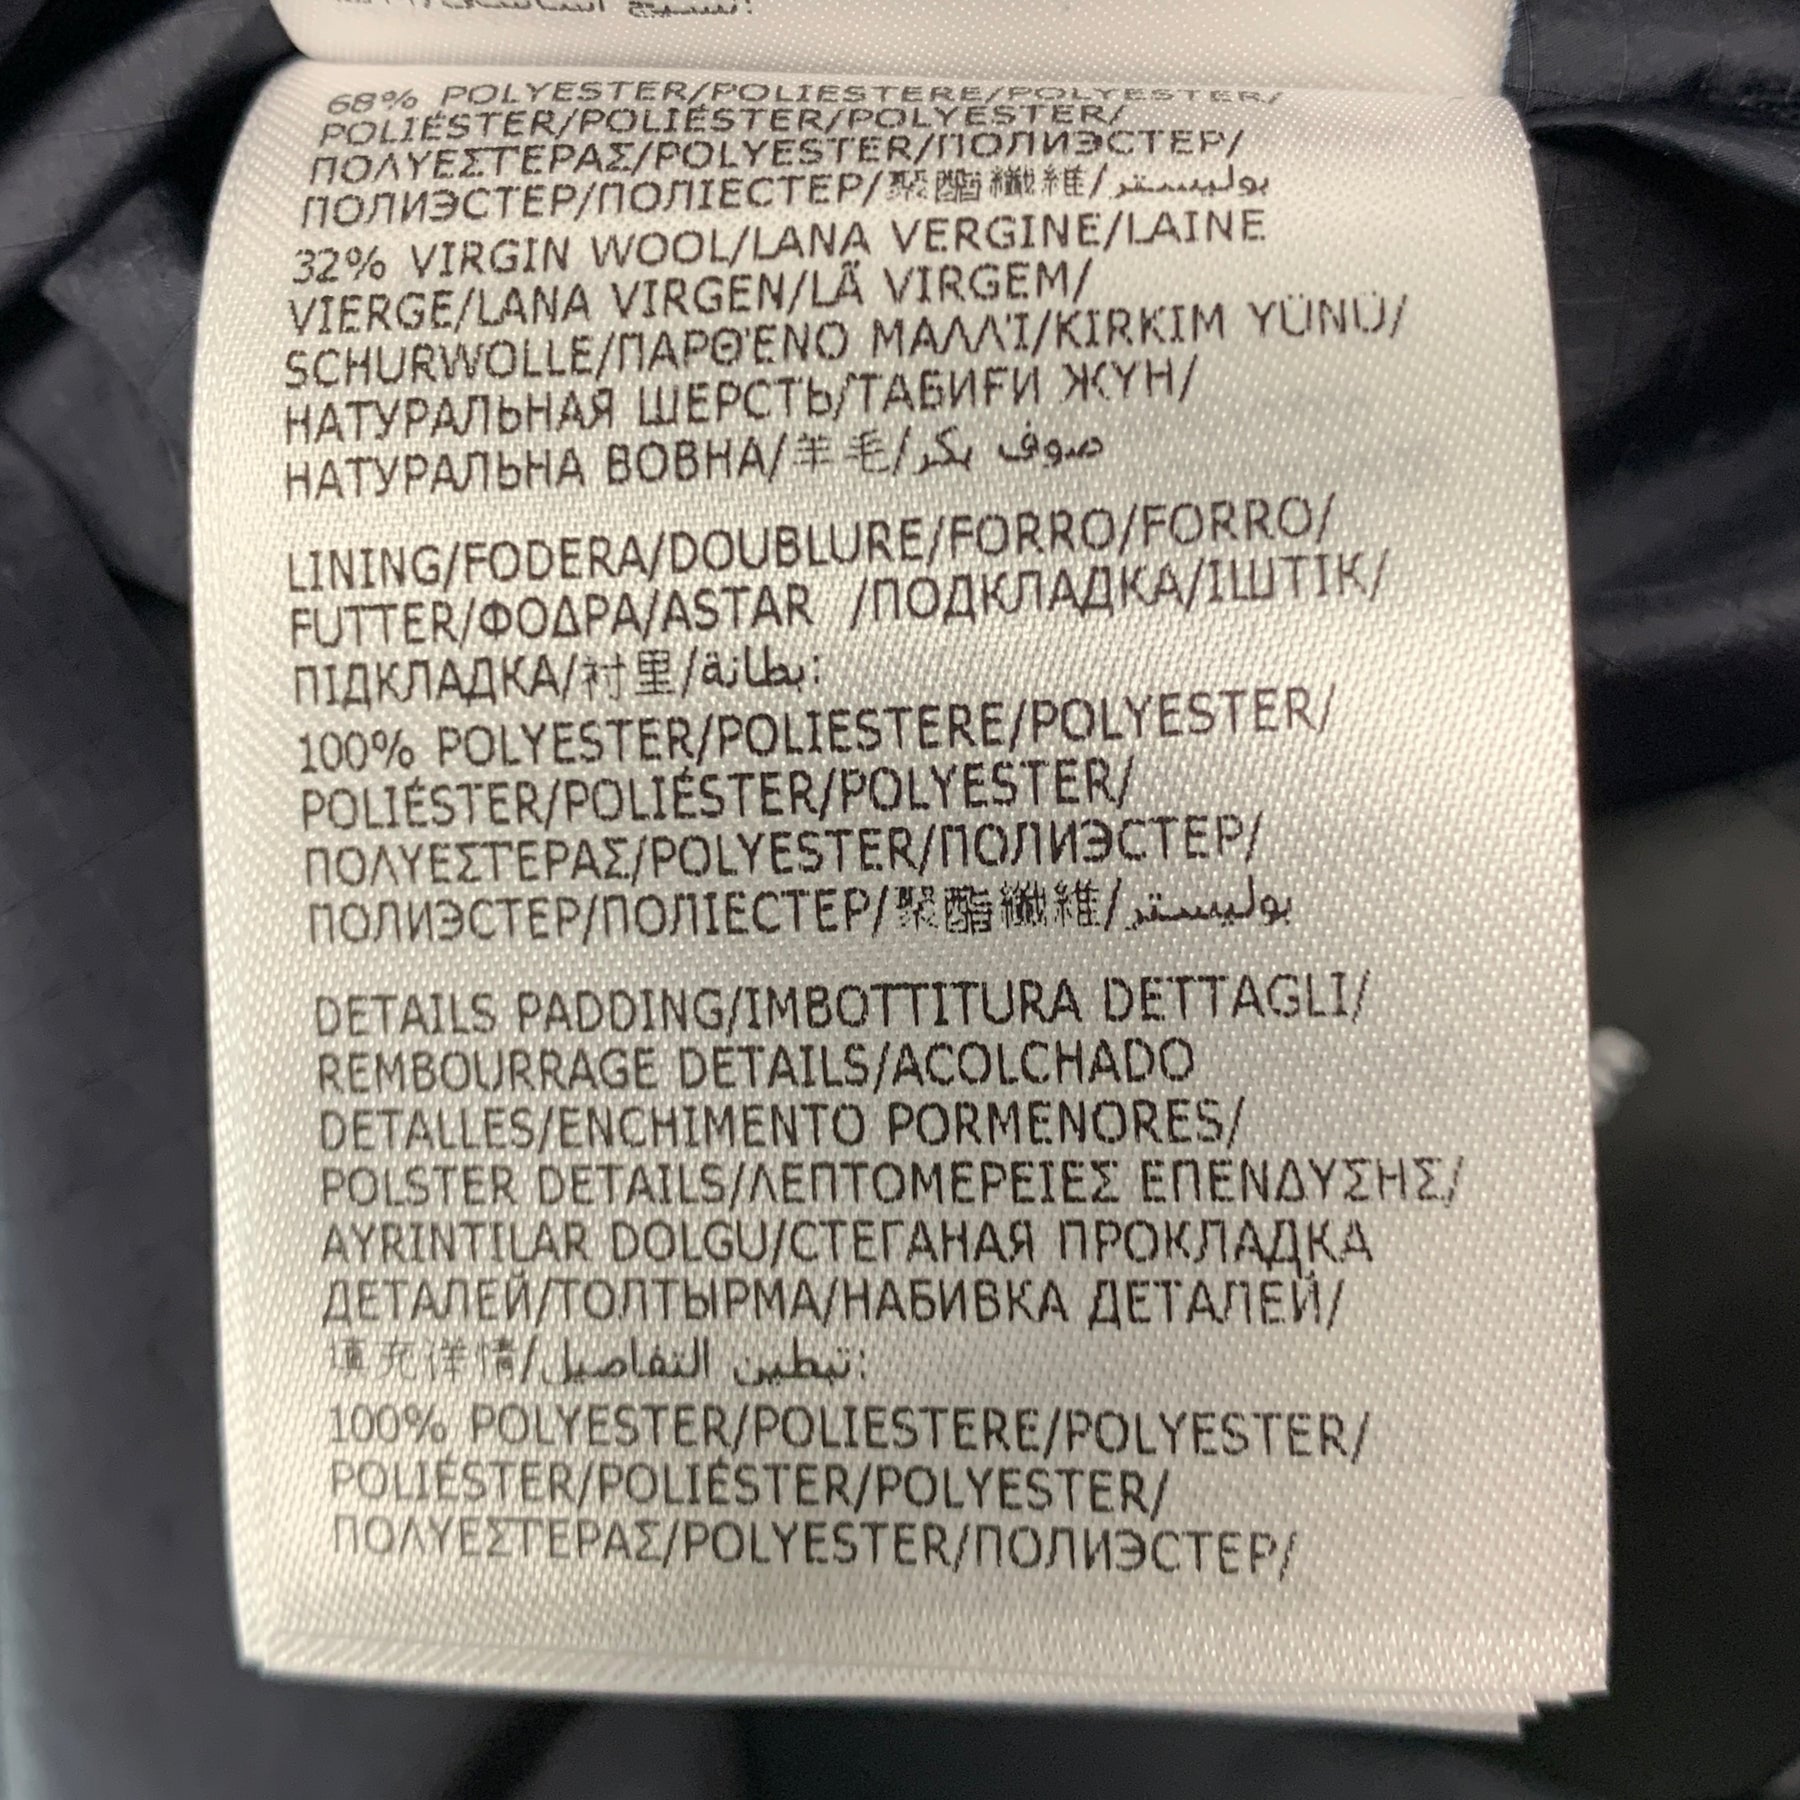 68% POLYESTER/POLIESTERE/POLYESTER/
POLIÉSTER/POLIÉSTER/POLYESTER/
ΠΟΛΥΕΣΤΕΡΑΣ/POLYESTER/ПОЛИЭСТЕР/
ПОЛИЭСТЕР/ПОЛІЕСТЕР/聚酯纖維/بوليستر
32% VIRGIN WOOL/LANA VERGINE/LAINE
VIERGE/LANA VIRGEN/LÃ VIRGEM/
SCHURWOLLE/ΠΑΡΘΈΝΟ ΜΑΛΛΊ/KIRKIM YÜNÜ/
НАТУРАЛЬНАЯ ШЕРСТЬ/ТАБИҒИ ЖҮН/
НАТУРАЛЬНА ВОВНА/羊毛/صوف بكر
LINING/FODERA/DOUBLURE/FORRO/FORRO/
FUTTER/ΦΟΔΡΑ/ASTAR /ПОДКЛАДКА/ІШТІК/
ПІДКЛАДКА/衬里/بطانة:
100% POLYESTER/POLIESTERE/POLYESTER/
POLIÉSTER/POLIÉSTER/POLYESTER/
ΠΟΛΥΕΣΤΕΡΑΣ/POLYESTER/ПОЛИЭСТЕР/
ПОЛИЭСТЕР/ПОЛІЕСТЕР/聚酯纖維/بوليستر
DETAILS PADDING/IMBOTTITURA DETTAGLI/
REMBOURRAGE DETAILS/ACOLCHADO
DETALLES/ENCHIMENTO PORMENORES/
POLSTER DETAILS/ΛΕΠΤΟΜΕΡΕΙΕΣ ΕΠΕΝΔΥΣΗΣ/
AYRINTILAR DOLGU/СТЕГАНАЯ ПРОКЛАДКА
ДЕТАЛЕЙ/ТОЛТЫРМА/НАБИВКА ДЕТАЛЕЙ/
填充详情/تبطين التفاصيل:
100% POLYESTER/POLIESTERE/POLYESTER/
POLIÉSTER/POLIÉSTER/POLYESTER/
ΠΟΛΥΕΣΤΕΡΑΣ/POLYESTER/ПОЛИЭСТЕР/